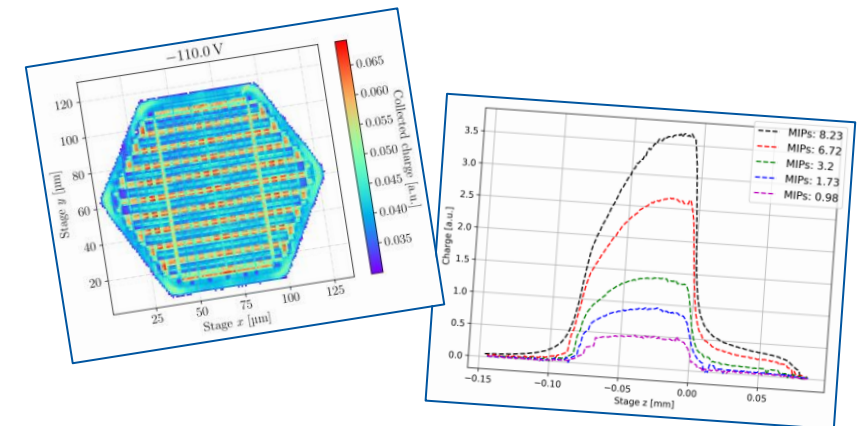 −110.0 V
120
100
80
60
40
20
Stage y [µm]
25
50
75
100
125
Stage x [µm]
0.065
0.060
0.055
0.050
0.045
0.040
0.035
Collected charge [a.u.]
3.5
3.0
2.5
2.0
1.5
1.0
0.5
0.0
Charge [a.u.]
MIPs: 8.23
MIPs: 6.72
MIPs: 3.2
MIPs: 1.73
MIPs: 0.98
−0.15
−0.10
−0.05
0.00
0.05
Stage z [mm]